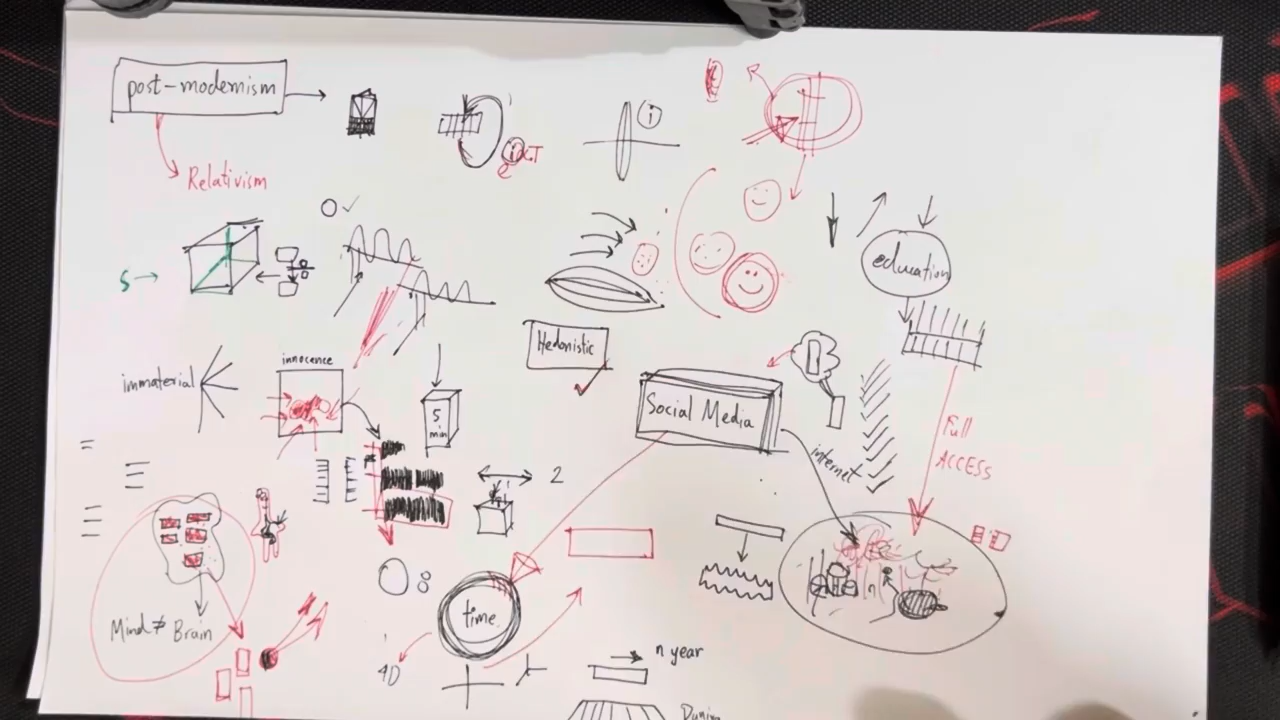 post-modernism
Relativism
i
S
education
innocence
immaterial
Hedonistic
5
min
Social Media
internet
Full
ACCESS
2
Mind ≠ Brain
time
4D
n year